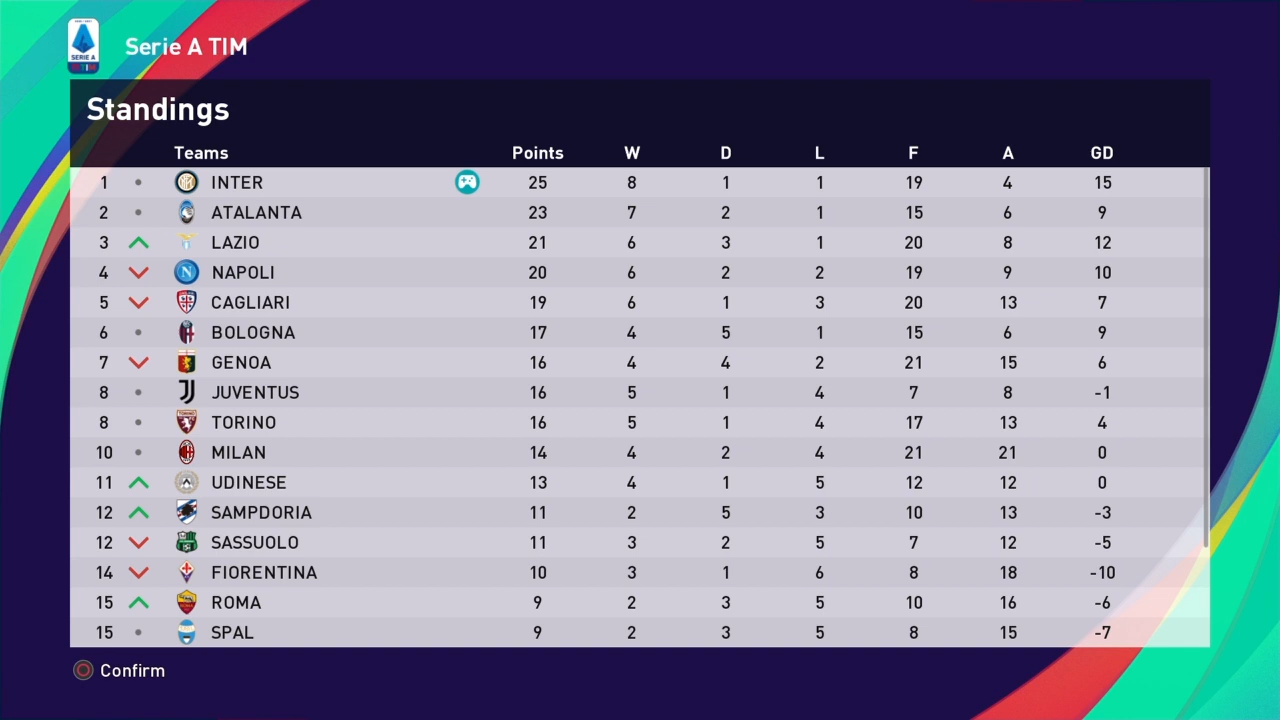 SERIE A
TIM
Serie A TIM
Standings
Teams Points W D L F A GD
1 INTER 25 8 1 1 19 4 15
2 ATALANTA 23 7 2 1 15 6 9
3 LAZIO 21 6 3 1 20 8 12
4 N NAPOLI 20 6 2 2 19 9 10
5 CAGLIARI 19 6 1 3 20 13 7
6 BOLOGNA 17 4 5 1 15 6 9
7 GENOA 16 4 4 2 21 15 6
8 JUVENTUS 16 5 1 4 7 8 -1
8 TORINO 16 5 1 4 17 13 4
10 MILAN 14 4 2 4 21 21 0
11 UDINESE 13 4 1 5 12 12 0
12 SAMPDORIA 11 2 5 3 10 13 -3
12 SASSUOLO 11 3 2 5 7 12 -5
14 FIORENTINA 10 3 1 6 8 18 -10
15 ROMA 9 2 3 5 10 16 -6
15 SPAL 9 2 3 5 8 15 -7
Confirm